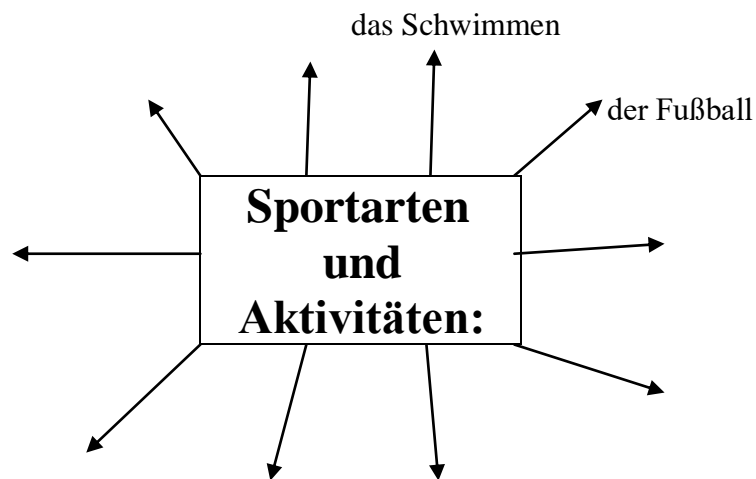 das Schwimmen
der Fußball
Sportarten
und
Aktivitäten: